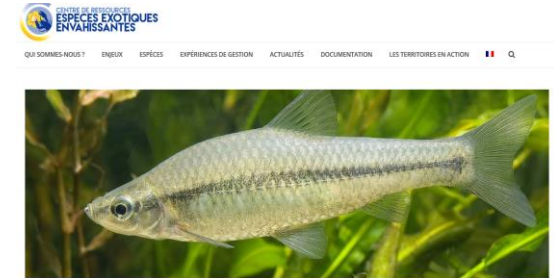 CENTRE DE RESSOURCES
ESPÈCES EXOTIQUES
ENVAHISSANTES
QUI SOMMES-NOUS ? ENJEUX ESPÈCES EXPÉRIENCES DE GESTION ACTUALITÉS DOCUMENTATION LES TERRITOIRES EN ACTION